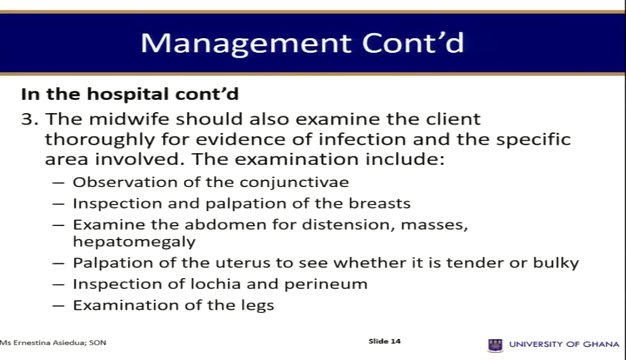 Management Cont'd
In the hospital cont'd
3. The midwife should also examine the client
thoroughly for evidence of infection and the specific
area involved. The examination include:
– Observation of the conjunctivae
– Inspection and palpation of the breasts
– Examine the abdomen for distension, masses,
hepatomegaly
– Palpation of the uterus to see whether it is tender or bulky
– Inspection of lochia and perineum
– Examination of the legs
Ms Ernestina Asiedua; SON
Slide 14
UNIVERSITY OF GHANA